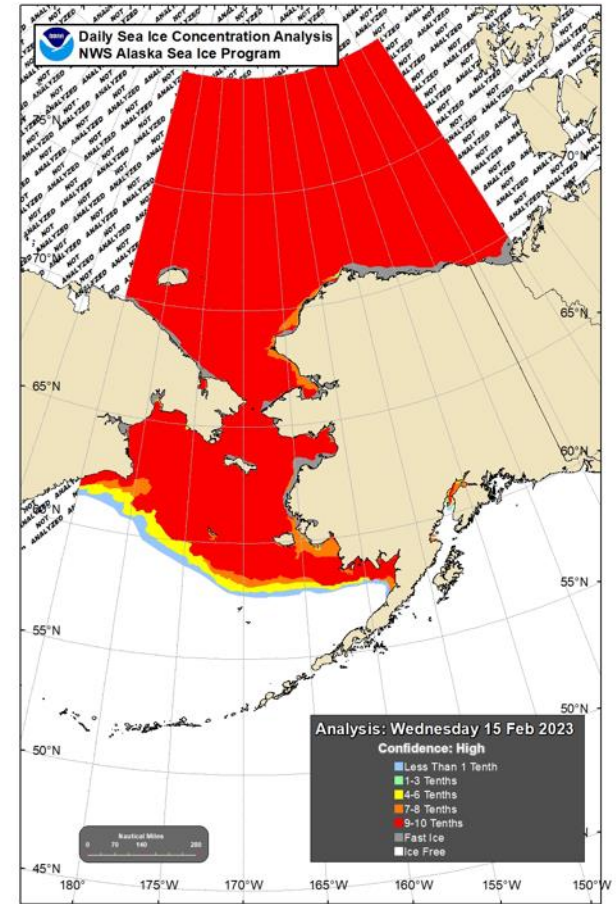 Daily Sea Ice Concentration Analysis
NWS Alaska Sea Ice Program
NOT ANALYZED
75°N
70°N
70°N
65°N
65°N
60°N
60°N
55°N
55°N
50°N
50°N
45°N
Analysis: Wednesday 15 Feb 2023
Confidence: High
Less Than 1 Tenth
1-3 Tenths
4-6 Tenths
7-8 Tenths
9-10 Tenths
Fast Ice
Ice Free
Nautical Miles
0 70 140 280
180° 170°W 165°W 160°W 155°W 150°W